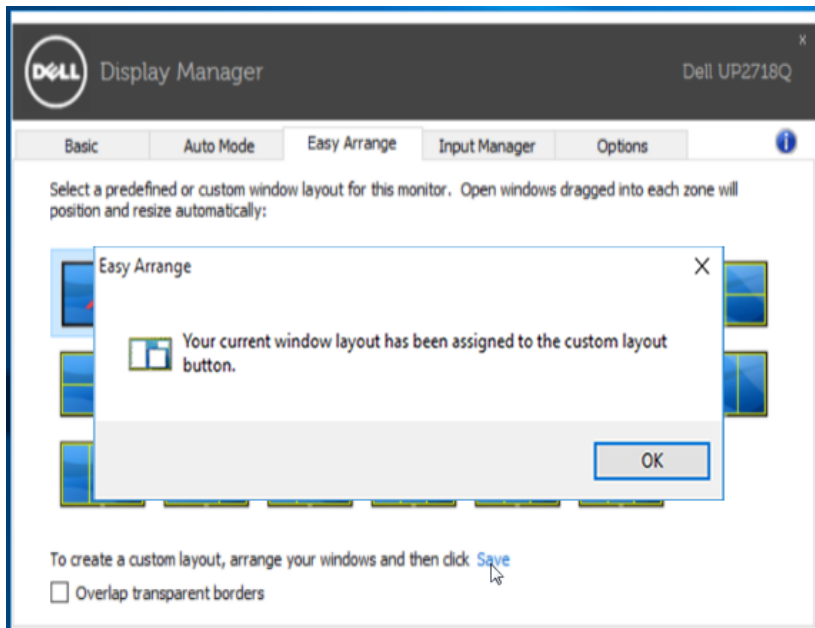 DELL Display Manager
x
Dell UP2718Q
Basic Auto Mode Easy Arrange Input Manager Options i
Select a predefined or custom window layout for this monitor. Open windows dragged into each zone will
position and resize automatically:
Easy Arrange
Your current window layout has been assigned to the custom layout
button.
OK
To create a custom layout, arrange your windows and then click Save
Overlap transparent borders